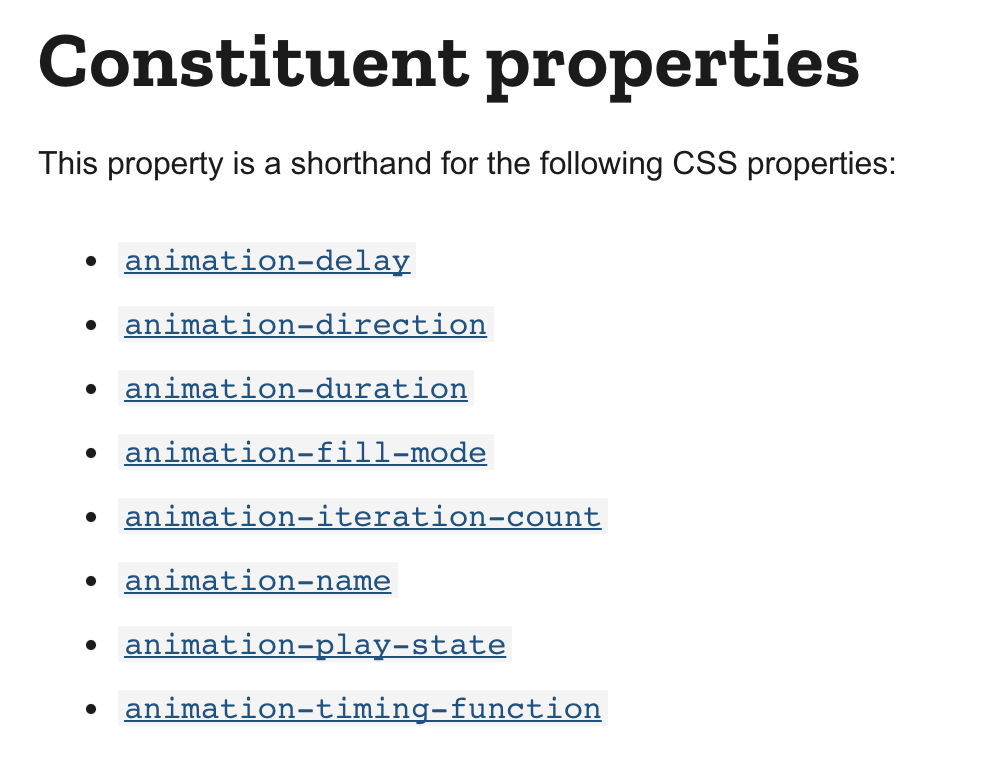 Constituent properties
This property is a shorthand for the following CSS properties:
animation-delay
animation-direction
animation-duration
animation-fill-mode
animation-iteration-count
animation-name
animation-play-state
animation-timing-function